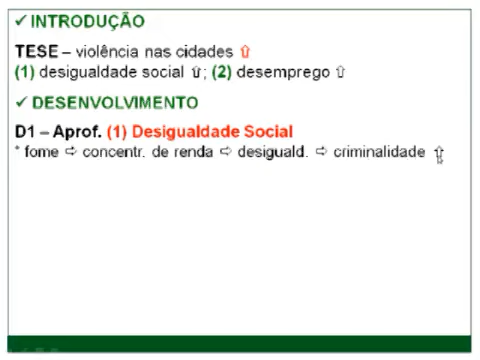 ✓ INTRODUÇÃO
TESE – violência nas cidades ⇧
(1) desigualdade social ⇧; (2) desemprego ⇧
✓ DESENVOLVIMENTO
D1 – Aprof. (1) Desigualdade Social
* fome ⇨ concentr. de renda ⇨ desiguald. ⇨ criminalidade ⇧